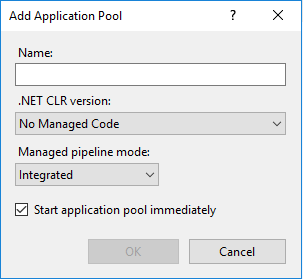 Add Application Pool
?
Name:
.NET CLR version:
No Managed Code
Managed pipeline mode:
Integrated
Start application pool immediately
OK
Cancel